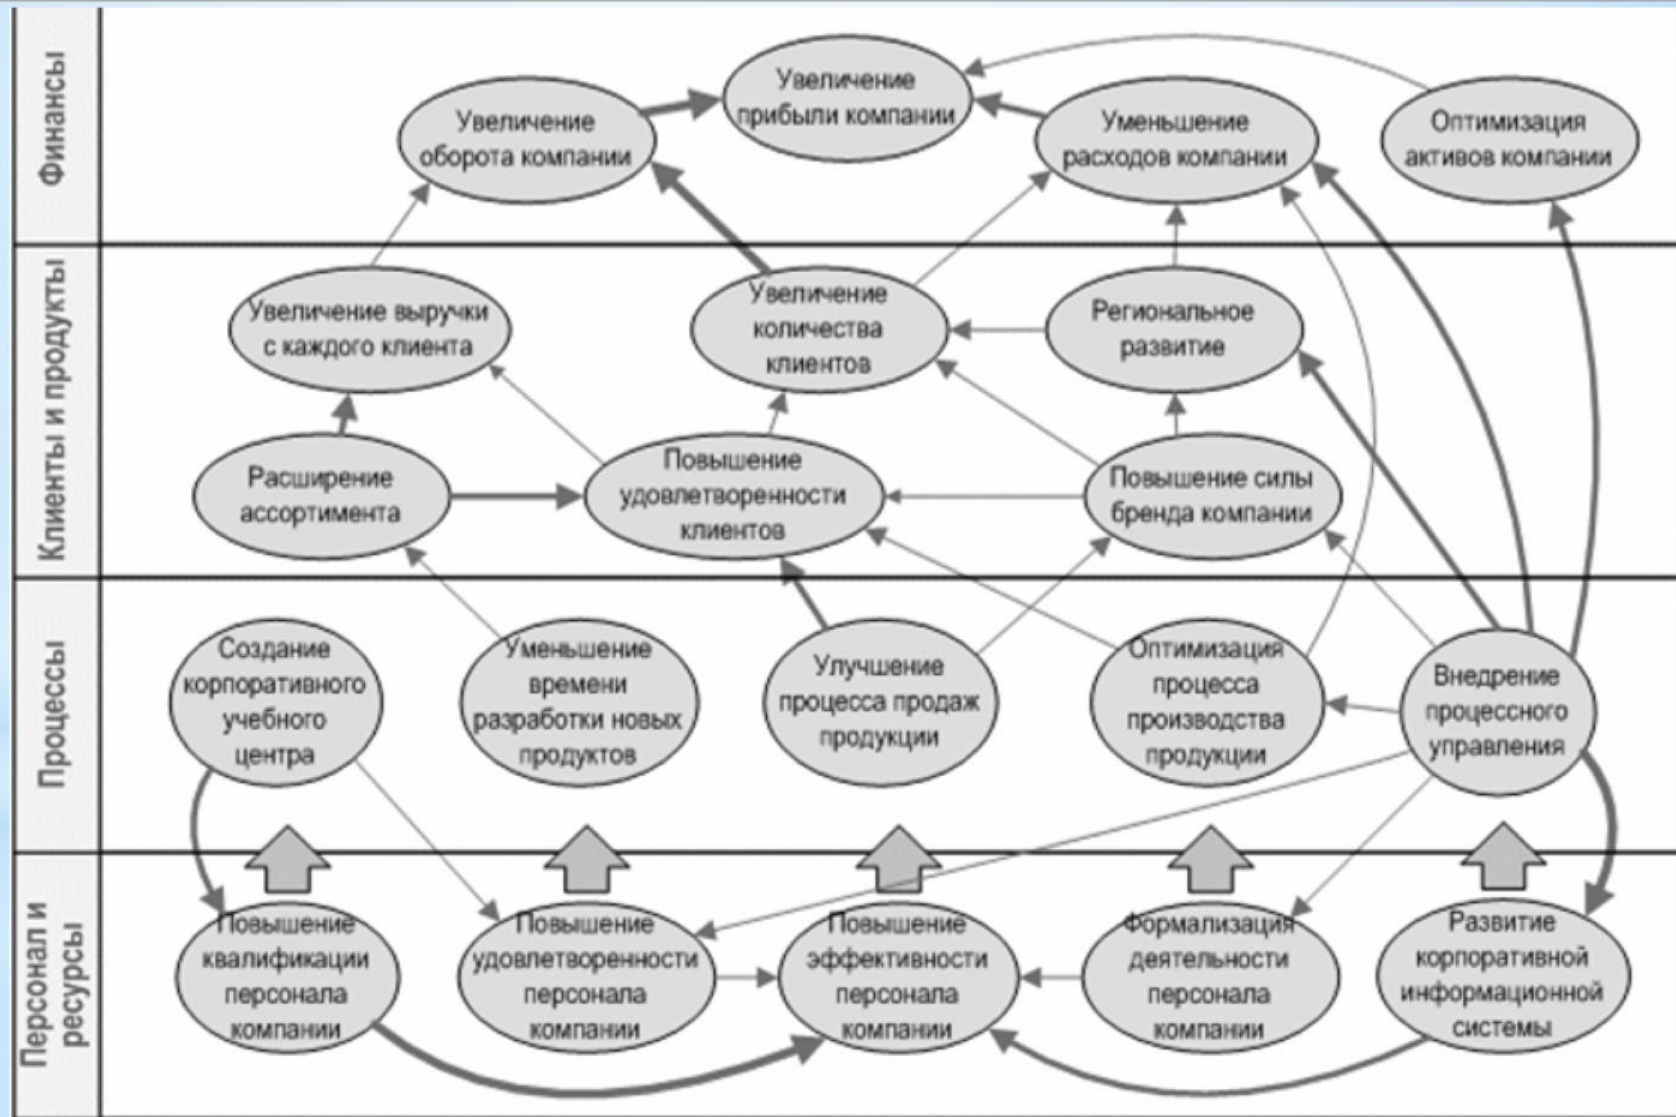 Финансы
Увеличение
прибыли компании
Увеличение
оборота компании
Уменьшение
расходов компании
Оптимизация
активов компании
Клиенты и продукты
Увеличение выручки
с каждого клиента
Увеличение
количества
клиентов
Региональное
развитие
Расширение
ассортимента
Повышение
удовлетворенности
клиентов
Повышение силы
бренда компании
Процессы
Создание
корпоративного
учебного
центра
Уменьшение
времени
разработки новых
продуктов
Улучшение
процесса продаж
продукции
Оптимизация
процесса
производства
продукции
Внедрение
процессного
управления
Персонал и
ресурсы
Повышение
квалификации
персонала
компании
Повышение
удовлетворенности
персонала
компании
Повышение
эффективности
персонала
компании
Формализация
деятельности
персонала
компании
Развитие
корпоративной
информационной
системы